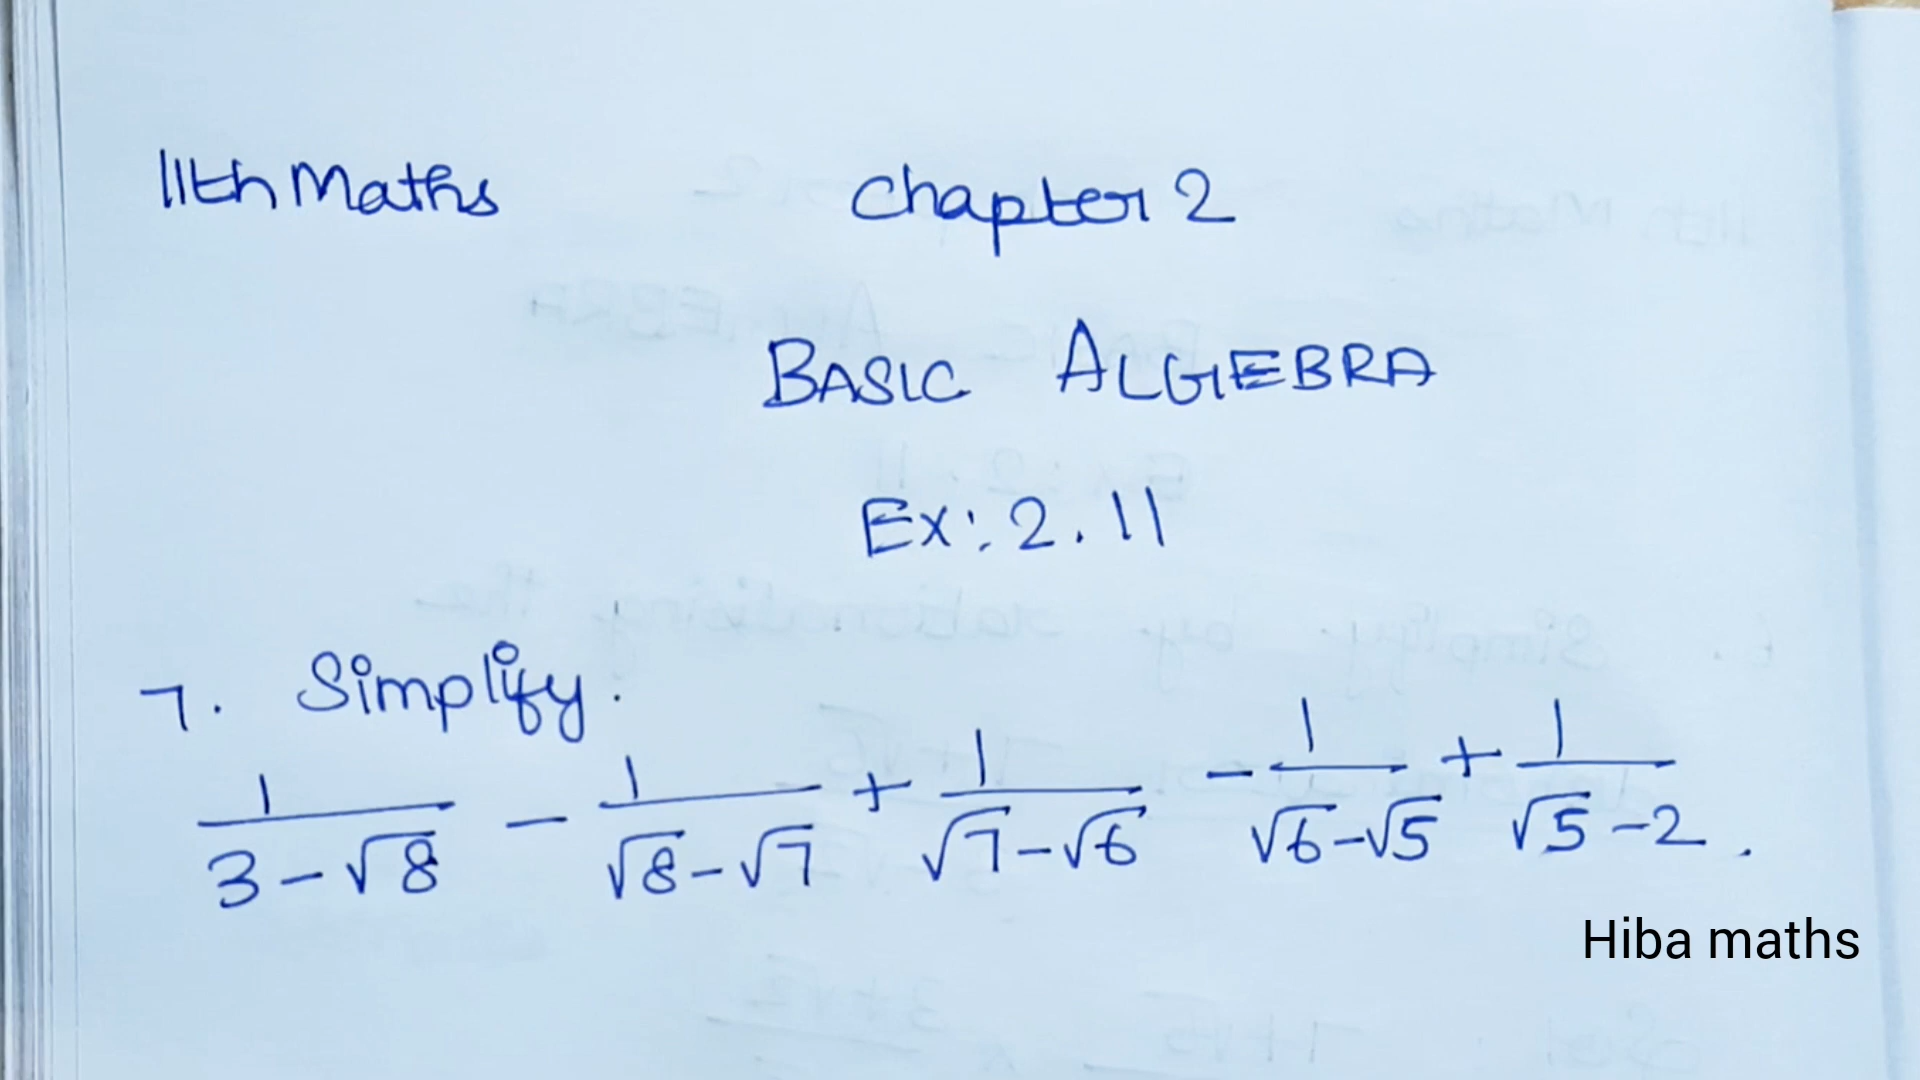 11th Maths Chapter 2
BASIC ALGEBRA
Ex: 2.11
7. Simplify.
1/(3-√8) - 1/(√8-√7) + 1/(√7-√6) - 1/(√6-√5) + 1/(√5-2).
Hiba maths